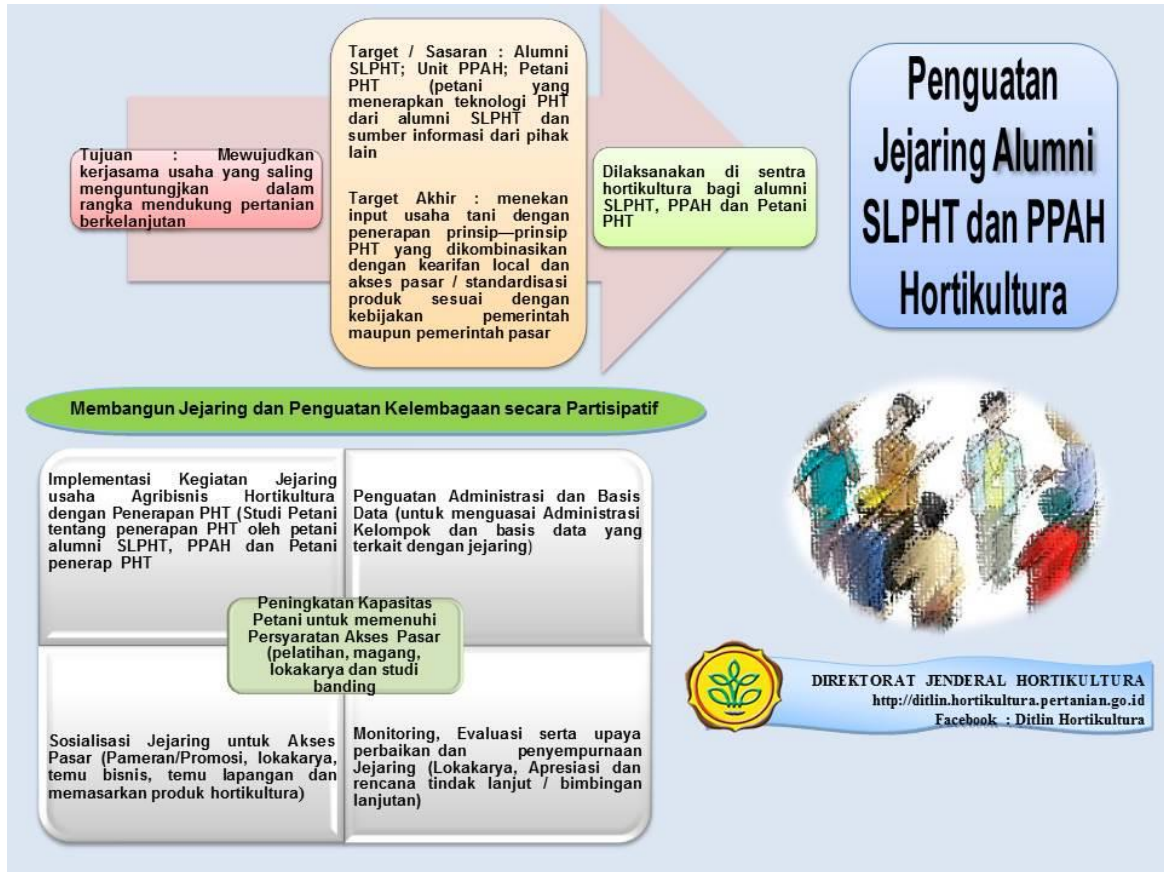 Penguatan
Jejaring Alumni
SLPHT dan PPAH
Hortikultura
Tujuan : Mewujudkan
kerjasama usaha yang saling
menguntungjkan dalam
rangka mendukung pertanian
berkelanjutan
Target / Sasaran : Alumni
SLPHT; Unit PPAH; Petani
PHT (petani yang
menerapkan teknologi PHT
dari alumni SLPHT dan
sumber informasi dari pihak
lain
Target Akhir : menekan
input usaha tani dengan
penerapan prinsip—prinsip
PHT yang dikombinasikan
dengan kearifan local dan
akses pasar / standardisasi
produk sesuai dengan
kebijakan pemerintah
maupun pemerintah pasar
Dilaksanakan di sentra
hortikultura bagi alumni
SLPHT, PPAH dan Petani
PHT
Membangun Jejaring dan Penguatan Kelembagaan secara Partisipatif
Implementasi Kegiatan Jejaring
usaha Agribisnis Hortikultura
dengan Penerapan PHT (Studi Petani
tentang penerapan PHT oleh petani
alumni SLPHT, PPAH dan Petani
penerap PHT
Penguatan Administrasi dan Basis
Data (untuk menguasai Administrasi
Kelompok dan basis data yang
terkait dengan jejaring)
Peningkatan Kapasitas
Petani untuk memenuhi
Persyaratan Akses Pasar
(pelatihan, magang,
lokakarya dan studi
banding
Sosialisasi Jejaring untuk Akses
Pasar (Pameran/Promosi, lokakarya,
temu bisnis, temu lapangan dan
memasarkan produk hortikultura)
Monitoring, Evaluasi serta upaya
perbaikan dan penyempurnaan
Jejaring (Lokakarya, Apresiasi dan
rencana tindak lanjut / bimbingan
lanjutan)
DIREKTORAT JENDERAL HORTIKULTURA
http://ditlin.hortikultura.pertanian.go.id
Facebook : Ditlin Hortikultura